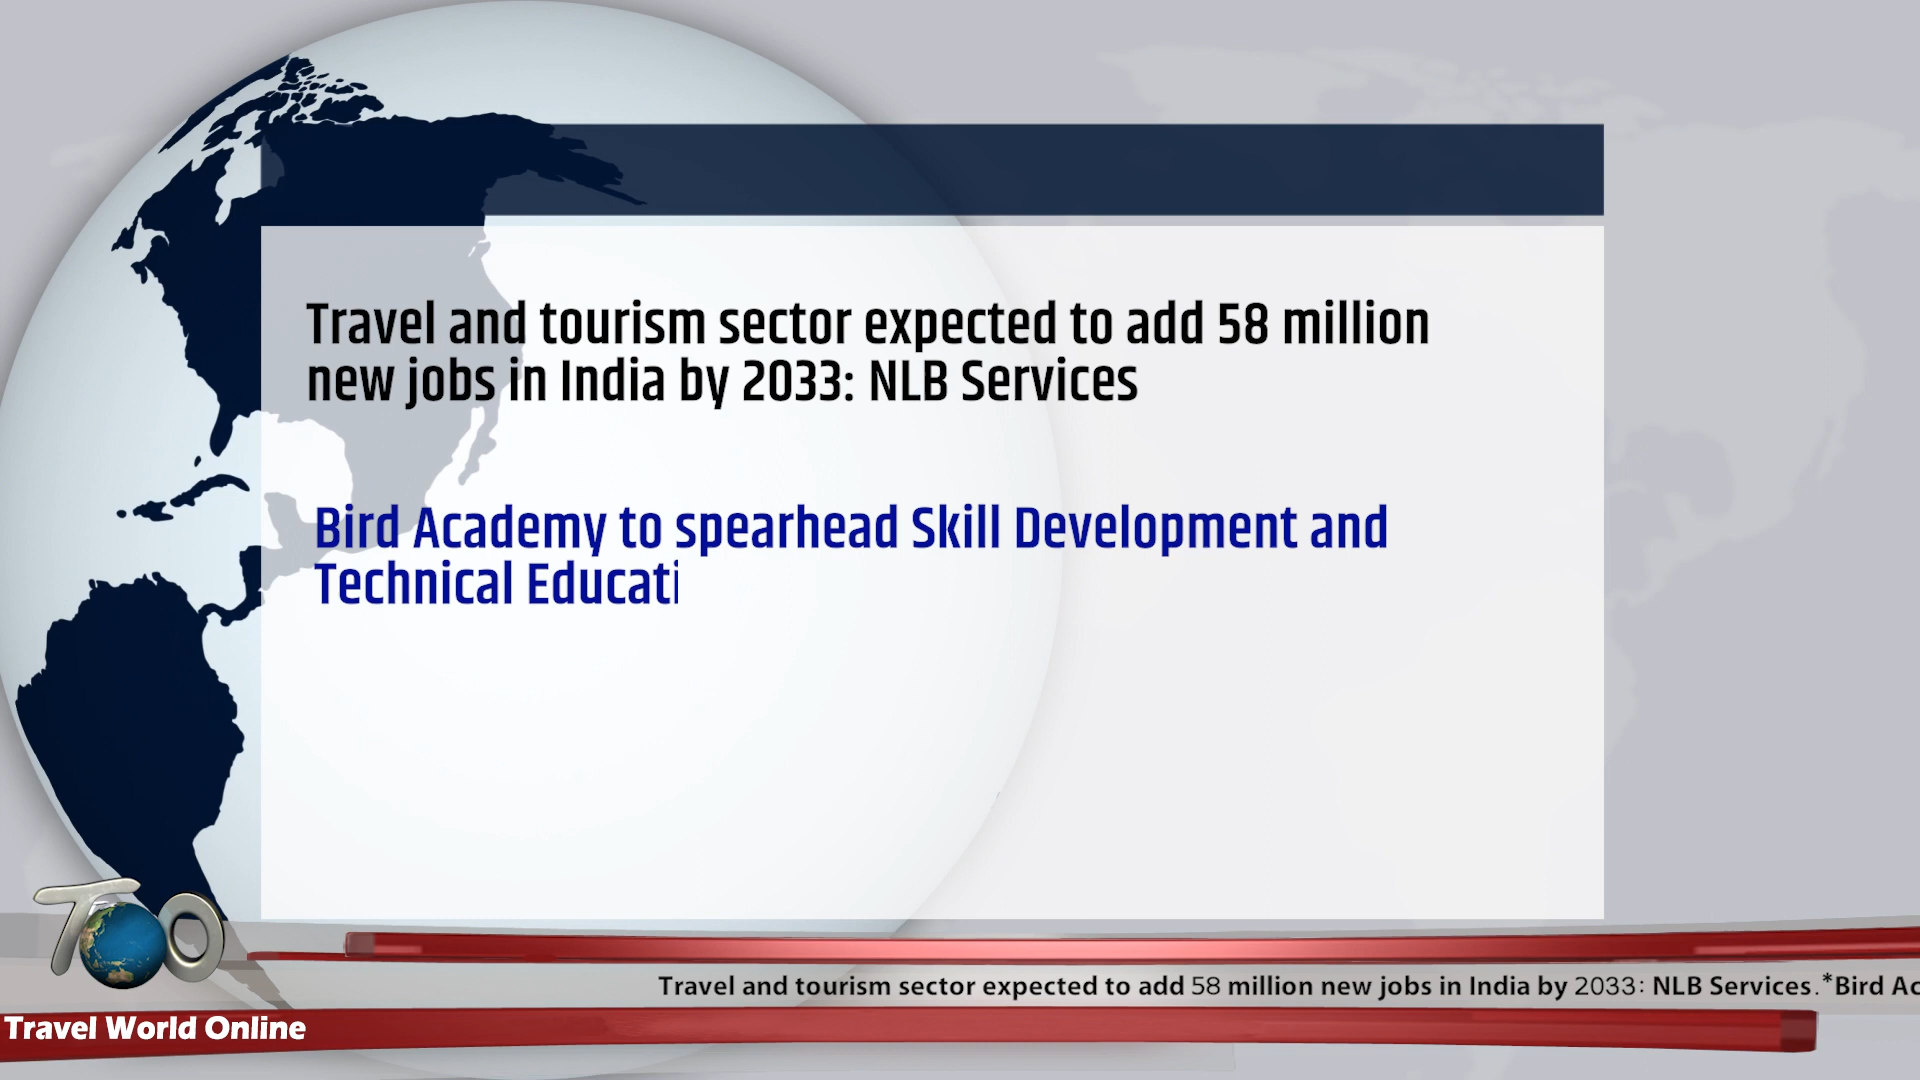 Travel and tourism sector expected to add 58 million
new jobs in India by 2033: NLB Services
Bird Academy to spearhead Skill Development and
Technical Educati
Travel and tourism sector expected to add 58 million new jobs in India by 2033: NLB Services.*Bird Ac
Travel World Online